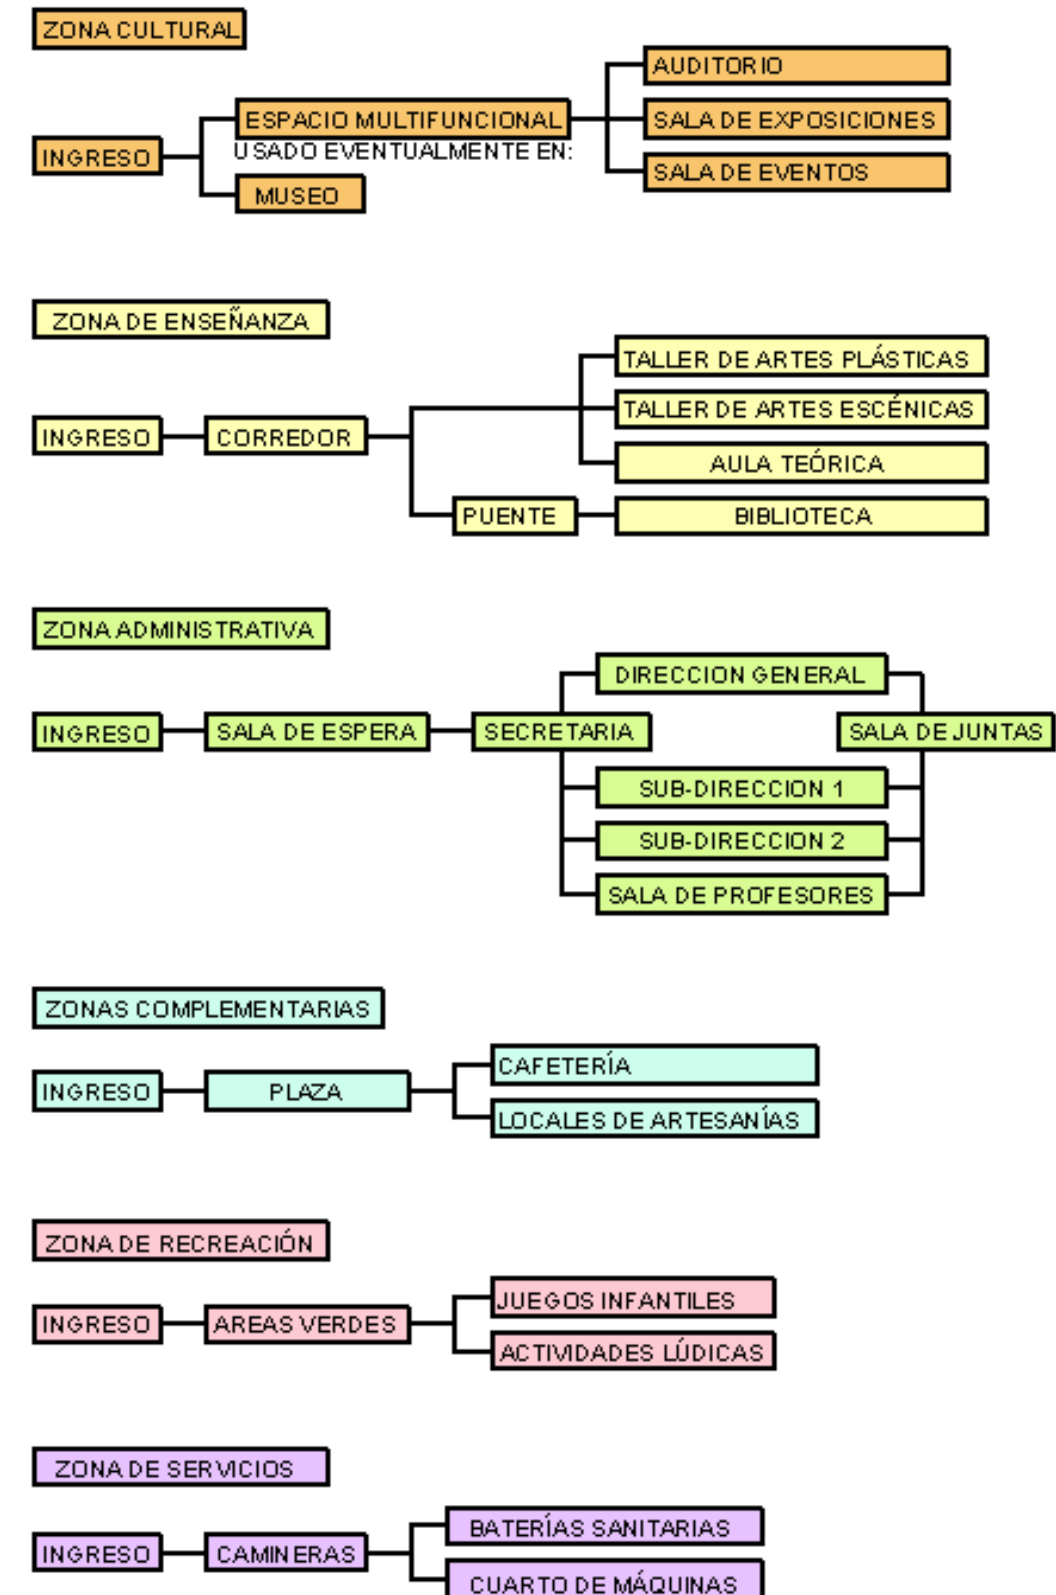 ZONA CULTURAL
AUDITORIO
ESPACIO MULTIFUNCIONAL
SALA DE EXPOSICIONES
INGRESO
USADO EVENTUALMENTE EN:
SALA DE EVENTOS
MUSEO
ZONA DE ENSEÑANZA
TALLER DE ARTES PLÁSTICAS
TALLER DE ARTES ESCÉNICAS
INGRESO
CORREDOR
AULA TEÓRICA
PUENTE
BIBLIOTECA
ZONA ADMINISTRATIVA
DIRECCION GENERAL
INGRESO
SALA DE ESPERA
SECRETARIA
SALA DE JUNTAS
SUB-DIRECCION 1
SUB-DIRECCION 2
SALA DE PROFESORES
ZONAS COMPLEMENTARIAS
CAFETERÍA
INGRESO
PLAZA
LOCALES DE ARTESANÍAS
ZONA DE RECREACIÓN
JUEGOS INFANTILES
INGRESO
AREAS VERDES
ACTIVIDADES LÚDICAS
ZONA DE SERVICIOS
BATERÍAS SANITARIAS
INGRESO
CAMINERAS
CUARTO DE MÁQUINAS